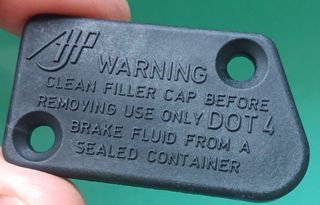 AJP
WARNING
CLEAN FILLER CAP BEFORE
REMOVING USE ONLY DOT 4
BRAKE FLUID FROM A
SEALED CONTAINER